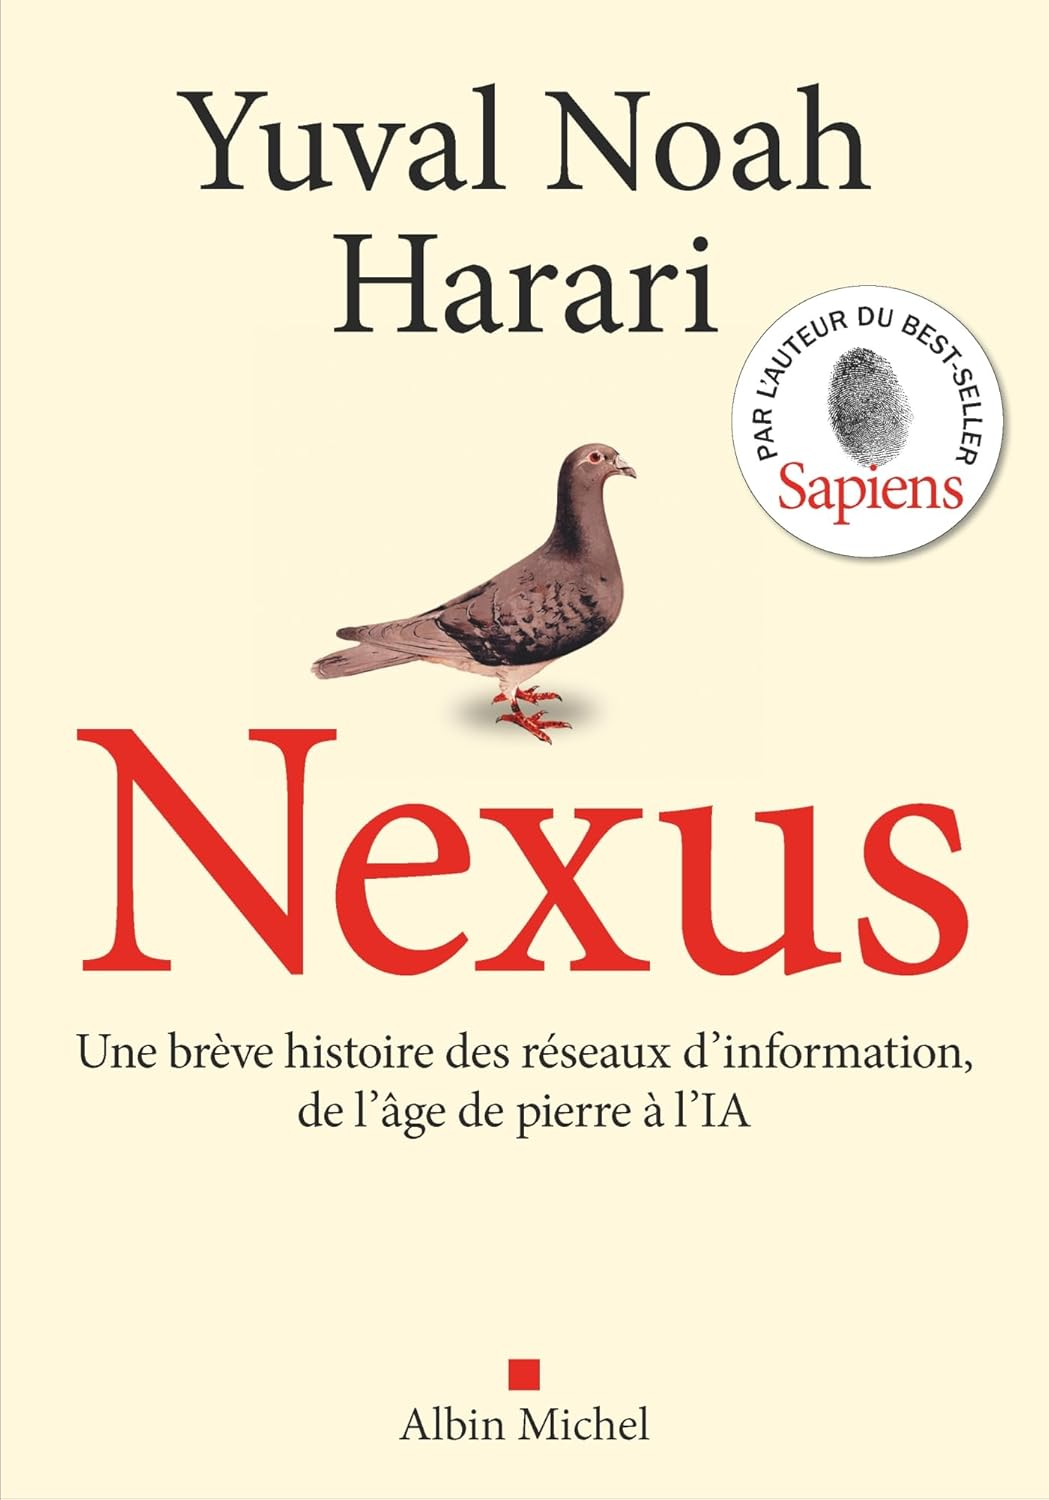 Yuval Noah
Harari
PAR L'AUTEUR DU BEST-SELLER
Sapiens
Nexus
Une brève histoire des réseaux d'information,
de l'âge de pierre à l'IA
Albin Michel